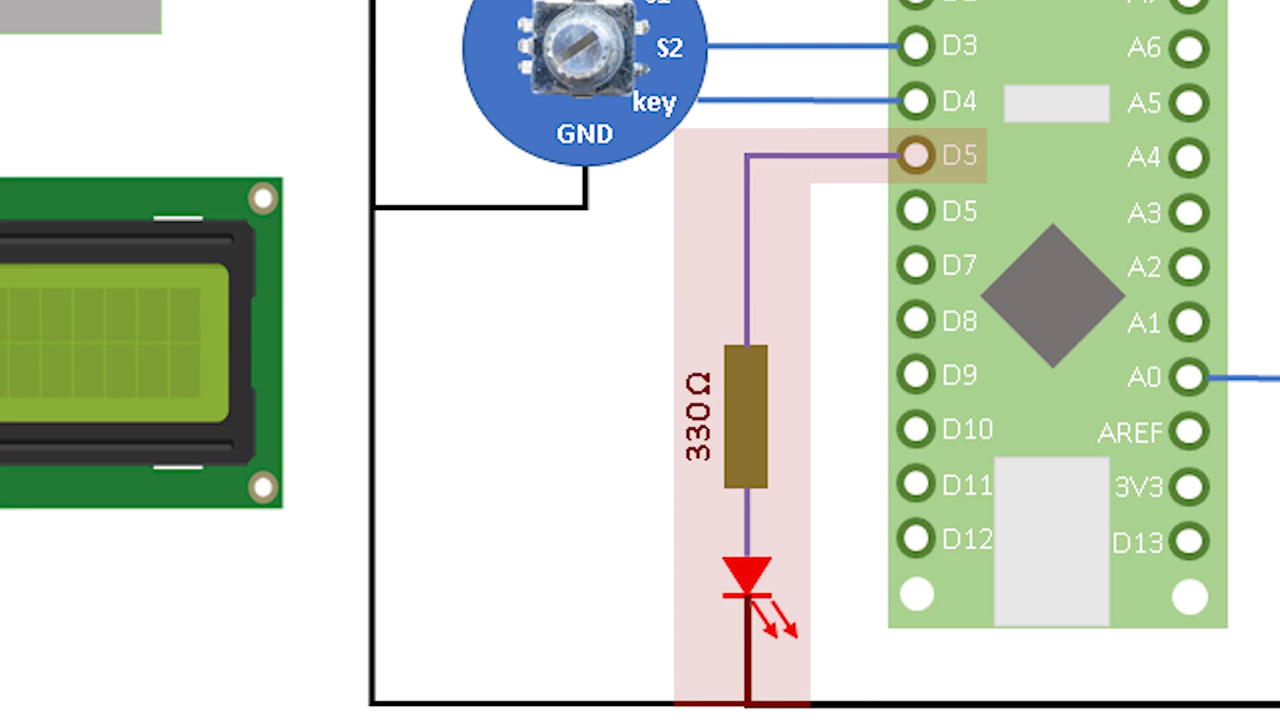 S2
key
GND
330 Ω
D3
D4
D5
D5
D7
D8
D9
D10
D11
D12
A6
A5
A4
A3
A2
A1
A0
AREF
3V3
D13